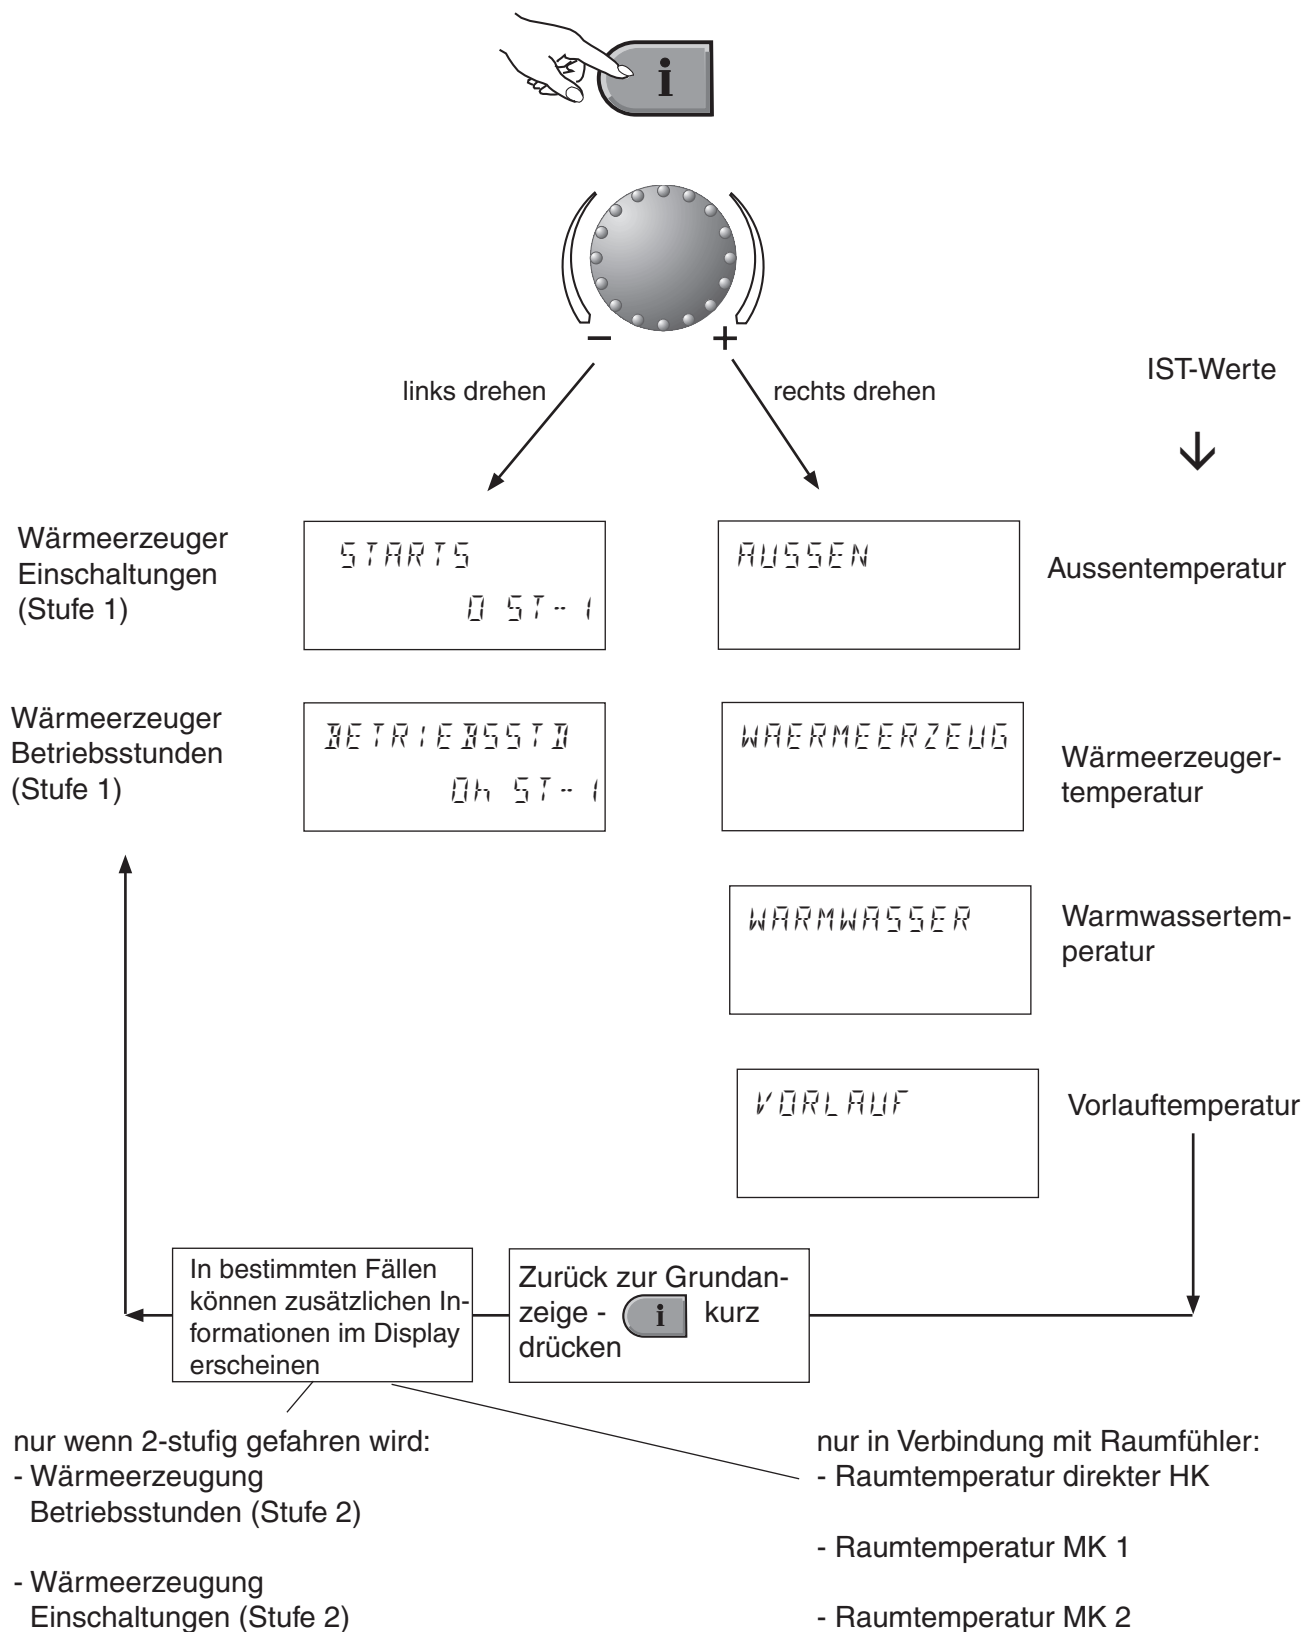 i
–
+
links drehen
rechts drehen
IST-Werte
Wärmeerzeuger
Einschaltungen
(Stufe 1)
STARTS
0 ST-1
AUSSEN
Aussentemperatur
Wärmeerzeuger
Betriebsstunden
(Stufe 1)
BETRIEBSSTD
0h ST-1
WAERMEERZEUG
Wärmeerzeuger-
temperatur
WARMWASSER
Warmwassertem-
peratur
VORLAUF
Vorlauftemperatur
In bestimmten Fällen
können zusätzlichen In-
formationen im Display
erscheinen
Zurück zur Grundan-
zeige - i kurz
drücken
nur wenn 2-stufig gefahren wird:
- Wärmeerzeugung
Betriebsstunden (Stufe 2)
- Wärmeerzeugung
Einschaltungen (Stufe 2)
nur in Verbindung mit Raumfühler:
- Raumtemperatur direkter HK
- Raumtemperatur MK 1
- Raumtemperatur MK 2